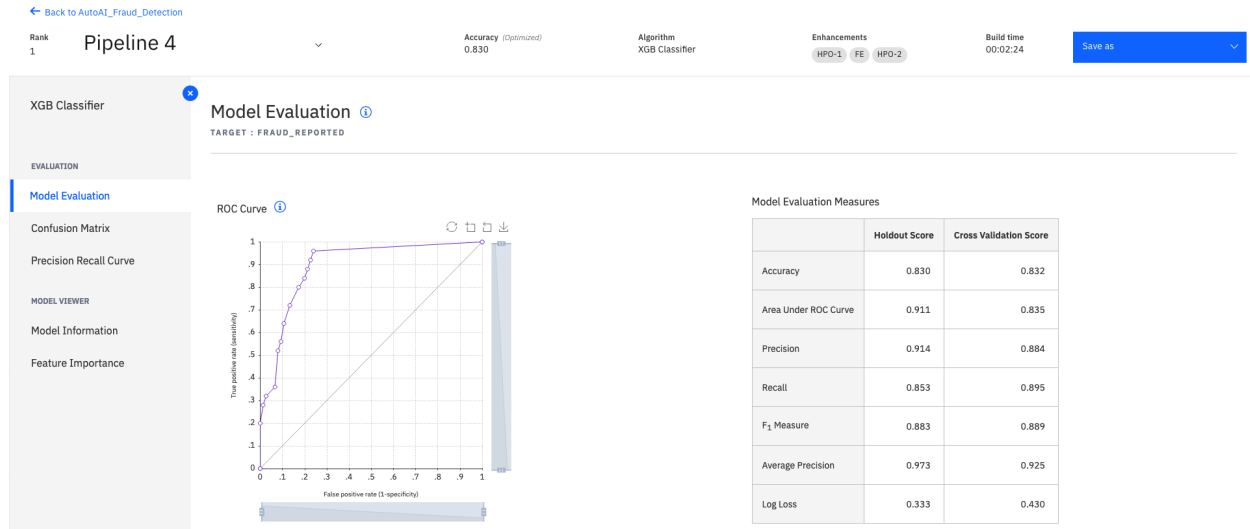 ← Back to AutoAI_Fraud_Detection
Rank
1
Pipeline 4
Accuracy (Optimized)
0.830
Algorithm
XGB Classifier
Enhancements
HPO-1 FE HPO-2
Build time
00:02:24
Save as
XGB Classifier
EVALUATION
Model Evaluation
Confusion Matrix
Precision Recall Curve
MODEL VIEWER
Model Information
Feature Importance
Model Evaluation
TARGET : FRAUD_REPORTED
ROC Curve
True positive rate (sensitivity)
1
.9
.8
.7
.6
.5
.4
.3
.2
.1
0
0 .1 .2 .3 .4 .5 .6 .7 .8 .9 1
False positive rate (1-specificity)
Model Evaluation Measures
Holdout Score Cross Validation Score
Accuracy 0.830 0.832
Area Under ROC Curve 0.911 0.835
Precision 0.914 0.884
Recall 0.853 0.895
F₁ Measure 0.883 0.889
Average Precision 0.973 0.925
Log Loss 0.333 0.430